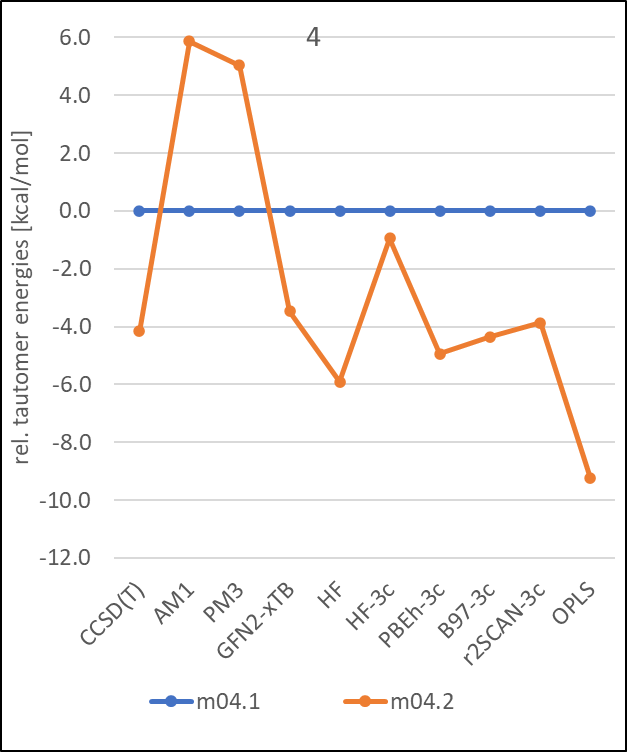 4
rel. tautomer energies [kcal/mol]
6.0
4.0
2.0
0.0
-2.0
-4.0
-6.0
-8.0
-10.0
-12.0
CCSD(T)
AM1
PM3
GFN2-xTB
HF
HF-3c
PBEh-3c
B97-3c
r2SCAN-3c
OPLS
m04.1
m04.2